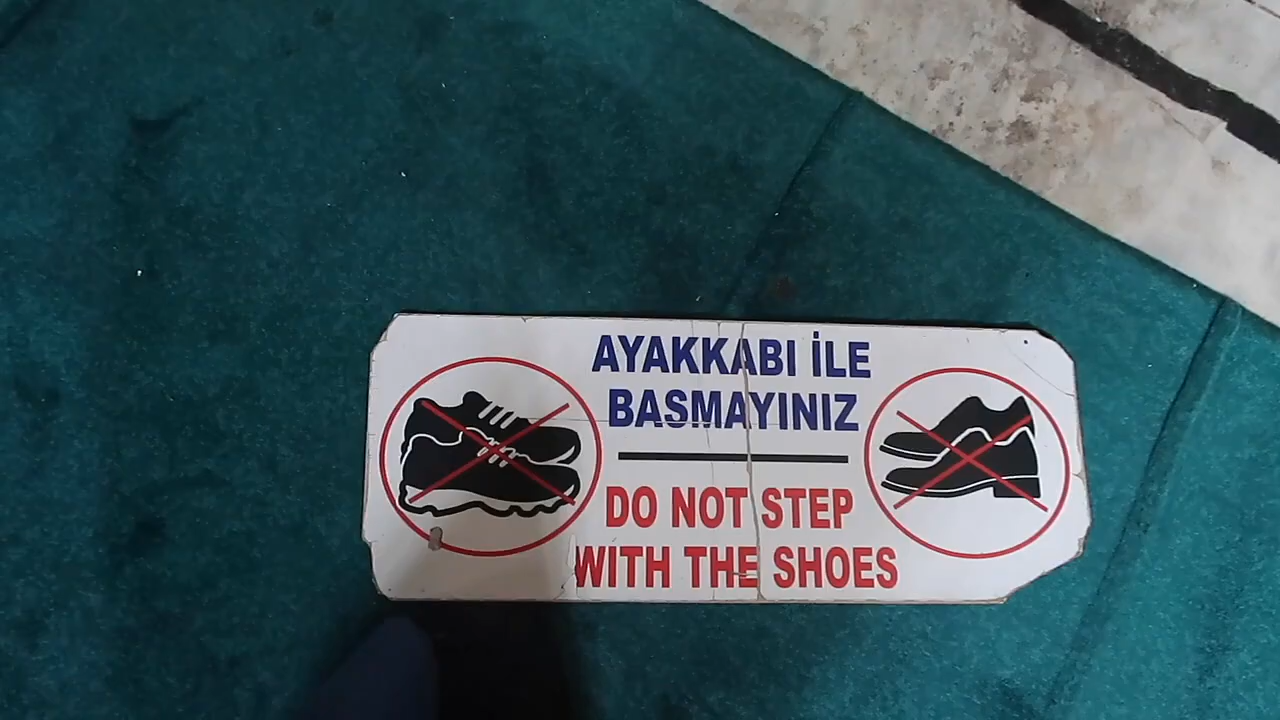 AYAKKABI İLE
BASMAYINIZ
DO NOT STEP
WITH THE SHOES